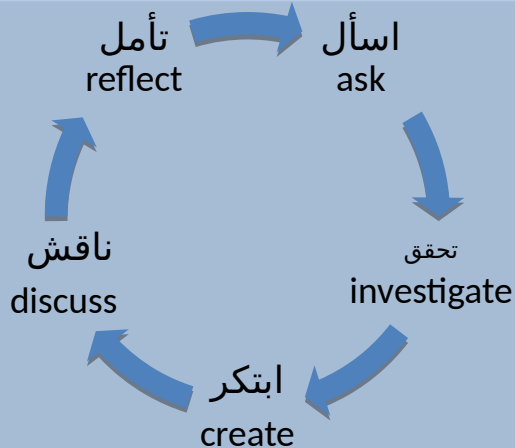 تأمل
reflect
اسأل
ask
تحقق
investigate
ابتكر
create
ناقش
discuss